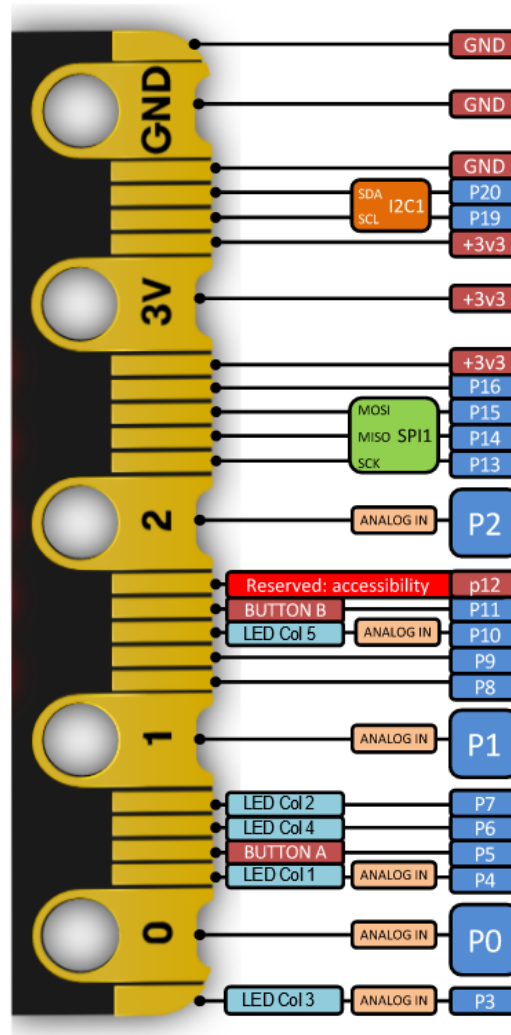 GND
GND
GND
GND
SDA I2C1 P20
SCL P19
+3v3
3V +3v3
+3v3
P16
MOSI P15
MISO SPI1 P14
SCK P13
2 ANALOG IN P2
Reserved: accessibility p12
BUTTON B P11
LED Col 5 ANALOG IN P10
P9
P8
1 ANALOG IN P1
LED Col 2 P7
LED Col 4 P6
BUTTON A P5
LED Col 1 ANALOG IN P4
0 ANALOG IN P0
LED Col 3 ANALOG IN P3